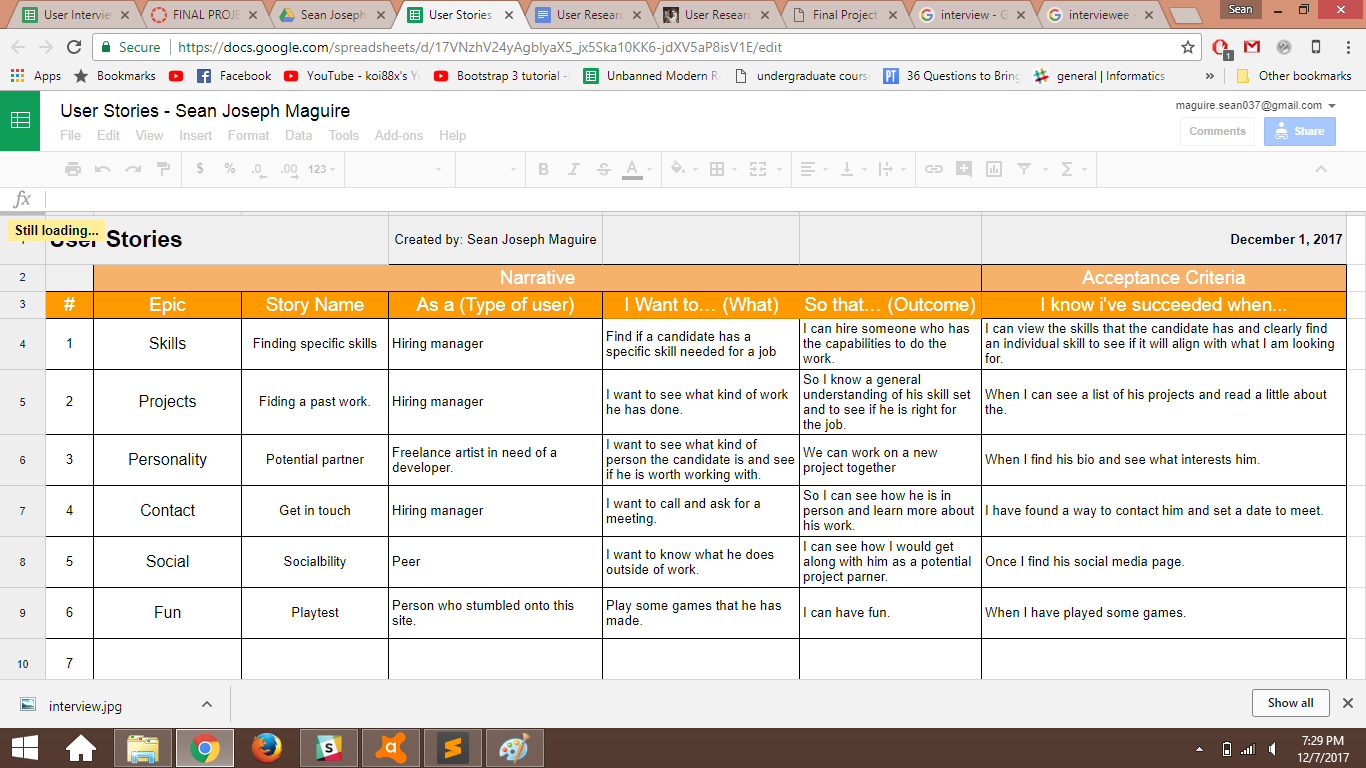 User Intervie
FINAL PROJE
Sean Joseph
User Stories
User Researc
User Researc
Final Project
interview - G
interviewee
Sean
Secure
https://docs.google.com/spreadsheets/d/17VNzhV24yAgblyaX5_jx5Ska10KK6-jdXV5aP8isV1E/edit
1
Apps
Bookmarks
Facebook
YouTube - koi88x's Y
Bootstrap 3 tutorial -
Unbanned Modern R
undergraduate cours
PT
36 Questions to Bring
general | Informatics
»
Other bookmarks
User Stories - Sean Joseph Maguire
maguire.sean037@gmail.com
File Edit View Insert Format Data Tools Add-ons Help
Comments
Share
$ % .0 .00 123
B I S A
Σ
fx
Still loading...
User Stories
Created by: Sean Joseph Maguire
December 1, 2017
2
Narrative
Acceptance Criteria
3
#
Epic
Story Name
As a (Type of user)
I Want to... (What)
So that... (Outcome)
I know i've succeeded when...
4
1
Skills
Finding specific skills
Hiring manager
Find if a candidate has a
specific skill needed for a job
I can hire someone who has
the capabilities to do the
work.
I can view the skills that the candidate has and clearly find
an individual skill to see if it will align with what I am looking
for.
5
2
Projects
Fiding a past work.
Hiring manager
I want to see what kind of work
he has done.
So I know a general
understanding of his skill set
and to see if he is right for
the job.
When I can see a list of his projects and read a little about
the.
6
3
Personality
Potential partner
Freelance artist in need of a
developer.
I want to see what kind of
person the candidate is and see
if he is worth working with.
We can work on a new
project together
When I find his bio and see what interests him.
7
4
Contact
Get in touch
Hiring manager
I want to call and ask for a
meeting.
So I can see how he is in
person and learn more about
his work.
I have found a way to contact him and set a date to meet.
8
5
Social
Socialbility
Peer
I want to know what he does
outside of work.
I can see how I would get
along with him as a potential
project parner.
Once I find his social media page.
9
6
Fun
Playtest
Person who stumbled onto this
site.
Play some games that he has
made.
I can have fun.
When I have played some games.
10
7
interview.jpg
Show all
7:29 PM
12/7/2017